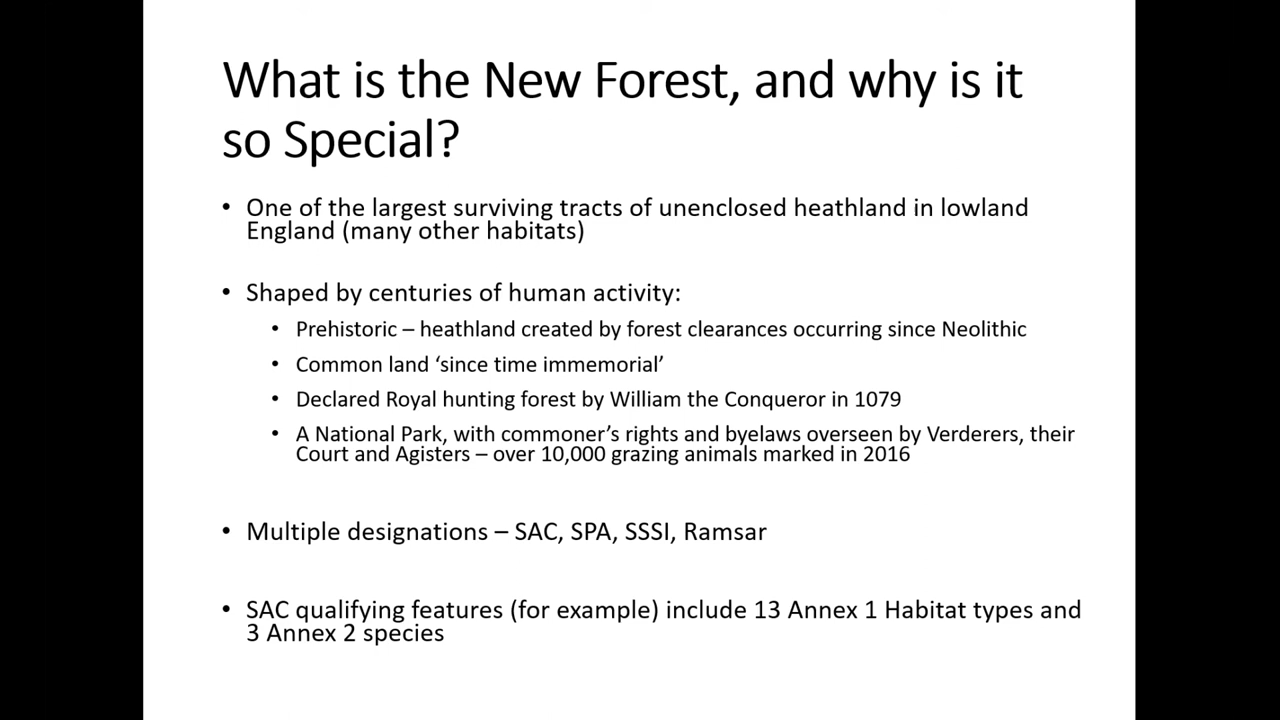 What is the New Forest, and why is it
so Special?
• One of the largest surviving tracts of unenclosed heathland in lowland
England (many other habitats)
• Shaped by centuries of human activity:
• Prehistoric – heathland created by forest clearances occurring since Neolithic
• Common land ‘since time immemorial’
• Declared Royal hunting forest by William the Conqueror in 1079
• A National Park, with commoner’s rights and byelaws overseen by Verderers, their
Court and Agisters – over 10,000 grazing animals marked in 2016
• Multiple designations – SAC, SPA, SSSI, Ramsar
• SAC qualifying features (for example) include 13 Annex 1 Habitat types and
3 Annex 2 species